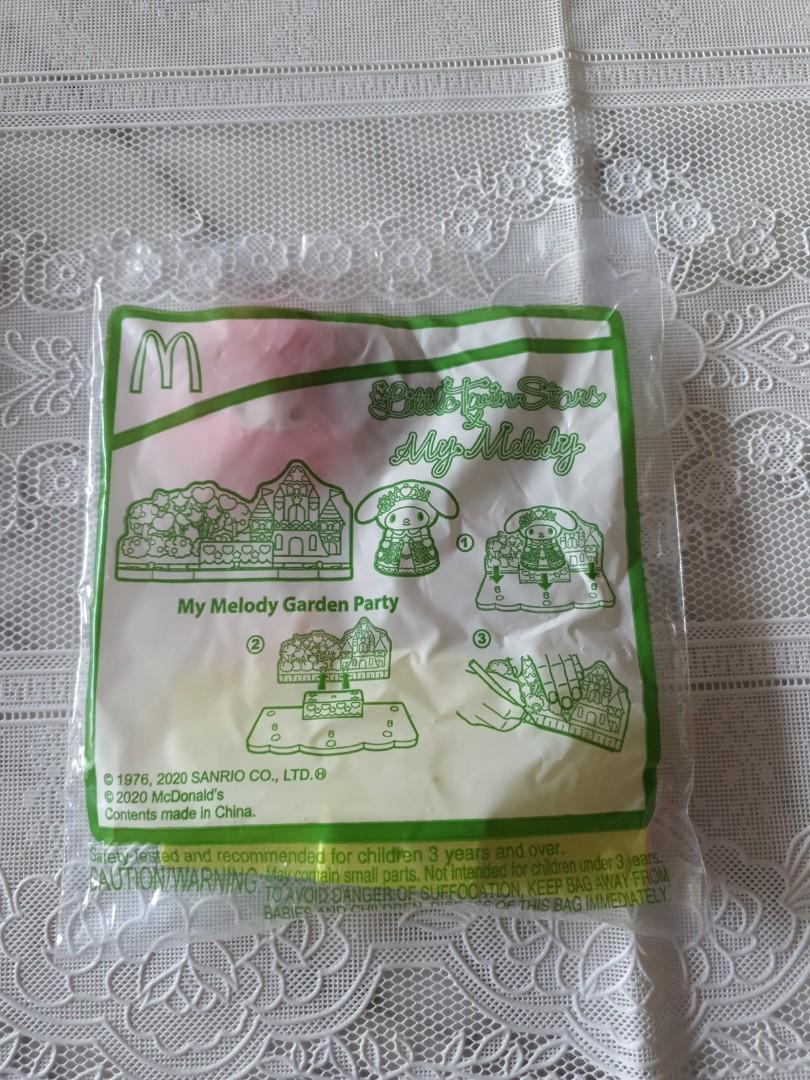 M
Little Twin Stars
&
My Melody
①
My Melody Garden Party
②
③
© 1976, 2020 SANRIO CO., LTD. Ⓗ
© 2020 McDonald's
Contents made in China.
Safety tested and recommended for children 3 years and over.
CAUTION/WARNING May contain small parts. Not Intended for children under 3 years.
TO AVOID DANGER OF SUFFOCATION, KEEP BAG AWAY FROM
BABIES AND OF THIS BAG IMMEDIATELY.